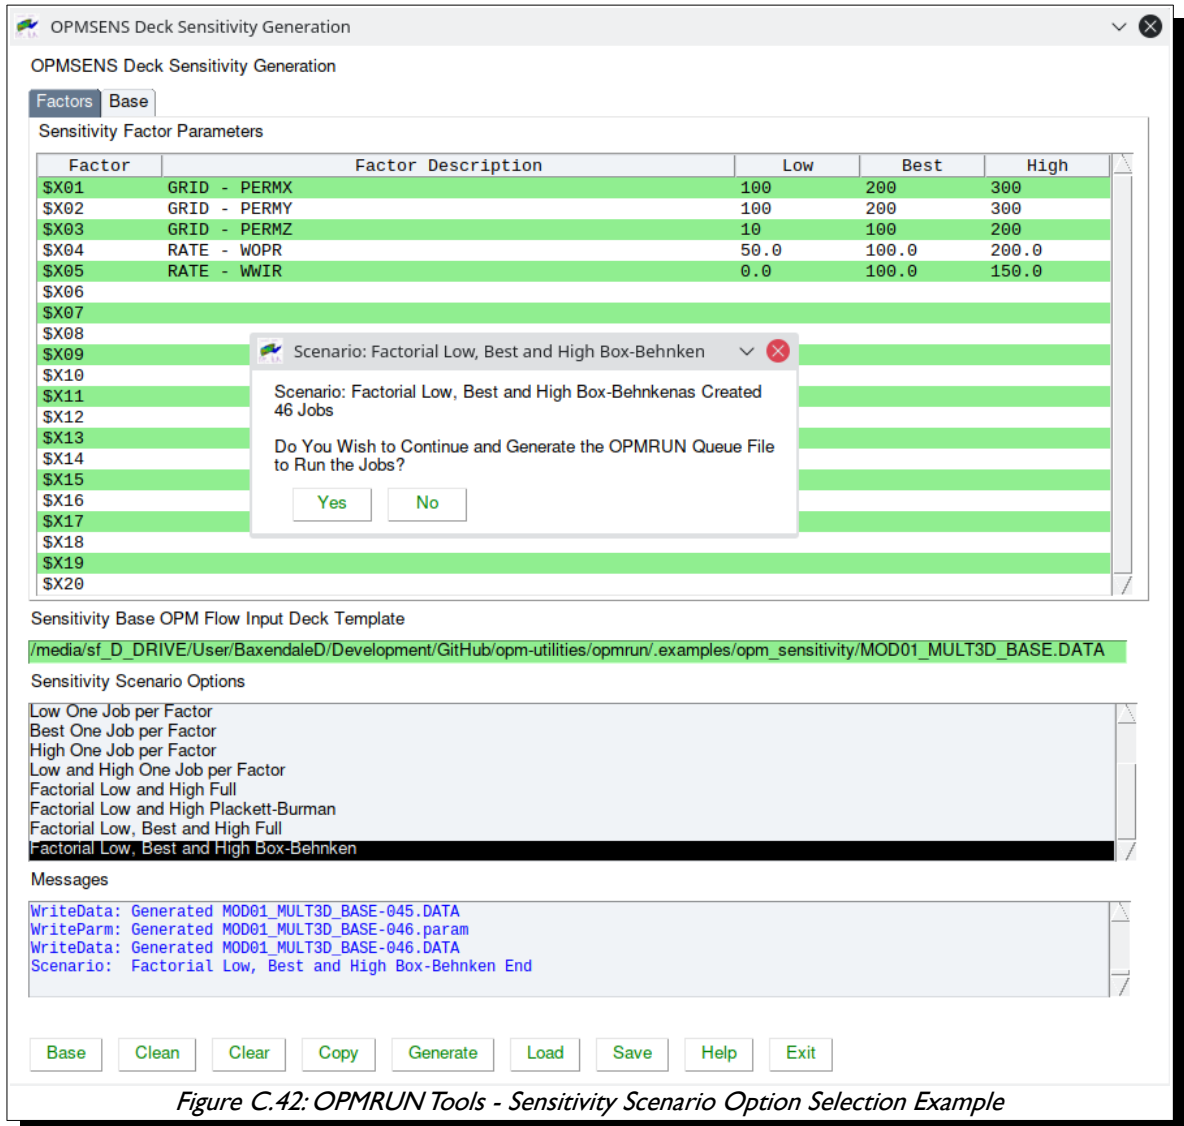 OPMSENS Deck Sensitivity Generation
OPMSENS Deck Sensitivity Generation
Factors Base
Sensitivity Factor Parameters
Factor Factor Description Low Best High
$X01 GRID - PERMX 100 200 300
$X02 GRID - PERMY 100 200 300
$X03 GRID - PERMZ 10 100 200
$X04 RATE - WOPR 50.0 100.0 200.0
$X05 RATE - WWIR 0.0 100.0 150.0
$X06
$X07
$X08
$X09
$X10
$X11
$X12
$X13
$X14
$X15
$X16
$X17
$X18
$X19
$X20
Scenario: Factorial Low, Best and High Box-Behnken
Scenario: Factorial Low, Best and High Box-Behnkenas Created
46 Jobs
Do You Wish to Continue and Generate the OPMRUN Queue File
to Run the Jobs?
Yes No
Sensitivity Base OPM Flow Input Deck Template
/media/sf_D_DRIVE/User/BaxendaleD/Development/GitHub/opm-utilities/opmrun/.examples/opm_sensitivity/MOD01_MULT3D_BASE.DATA
Sensitivity Scenario Options
Low One Job per Factor
Best One Job per Factor
High One Job per Factor
Low and High One Job per Factor
Factorial Low and High Full
Factorial Low and High Plackett-Burman
Factorial Low, Best and High Full
Factorial Low, Best and High Box-Behnken
Messages
WriteData: Generated MOD01_MULT3D_BASE-045.DATA
WriteParm: Generated MOD01_MULT3D_BASE-046.param
WriteData: Generated MOD01_MULT3D_BASE-046.DATA
Scenario: Factorial Low, Best and High Box-Behnken End
Base Clean Clear Copy Generate Load Save Help Exit
Figure C.42: OPMRUN Tools - Sensitivity Scenario Option Selection Example